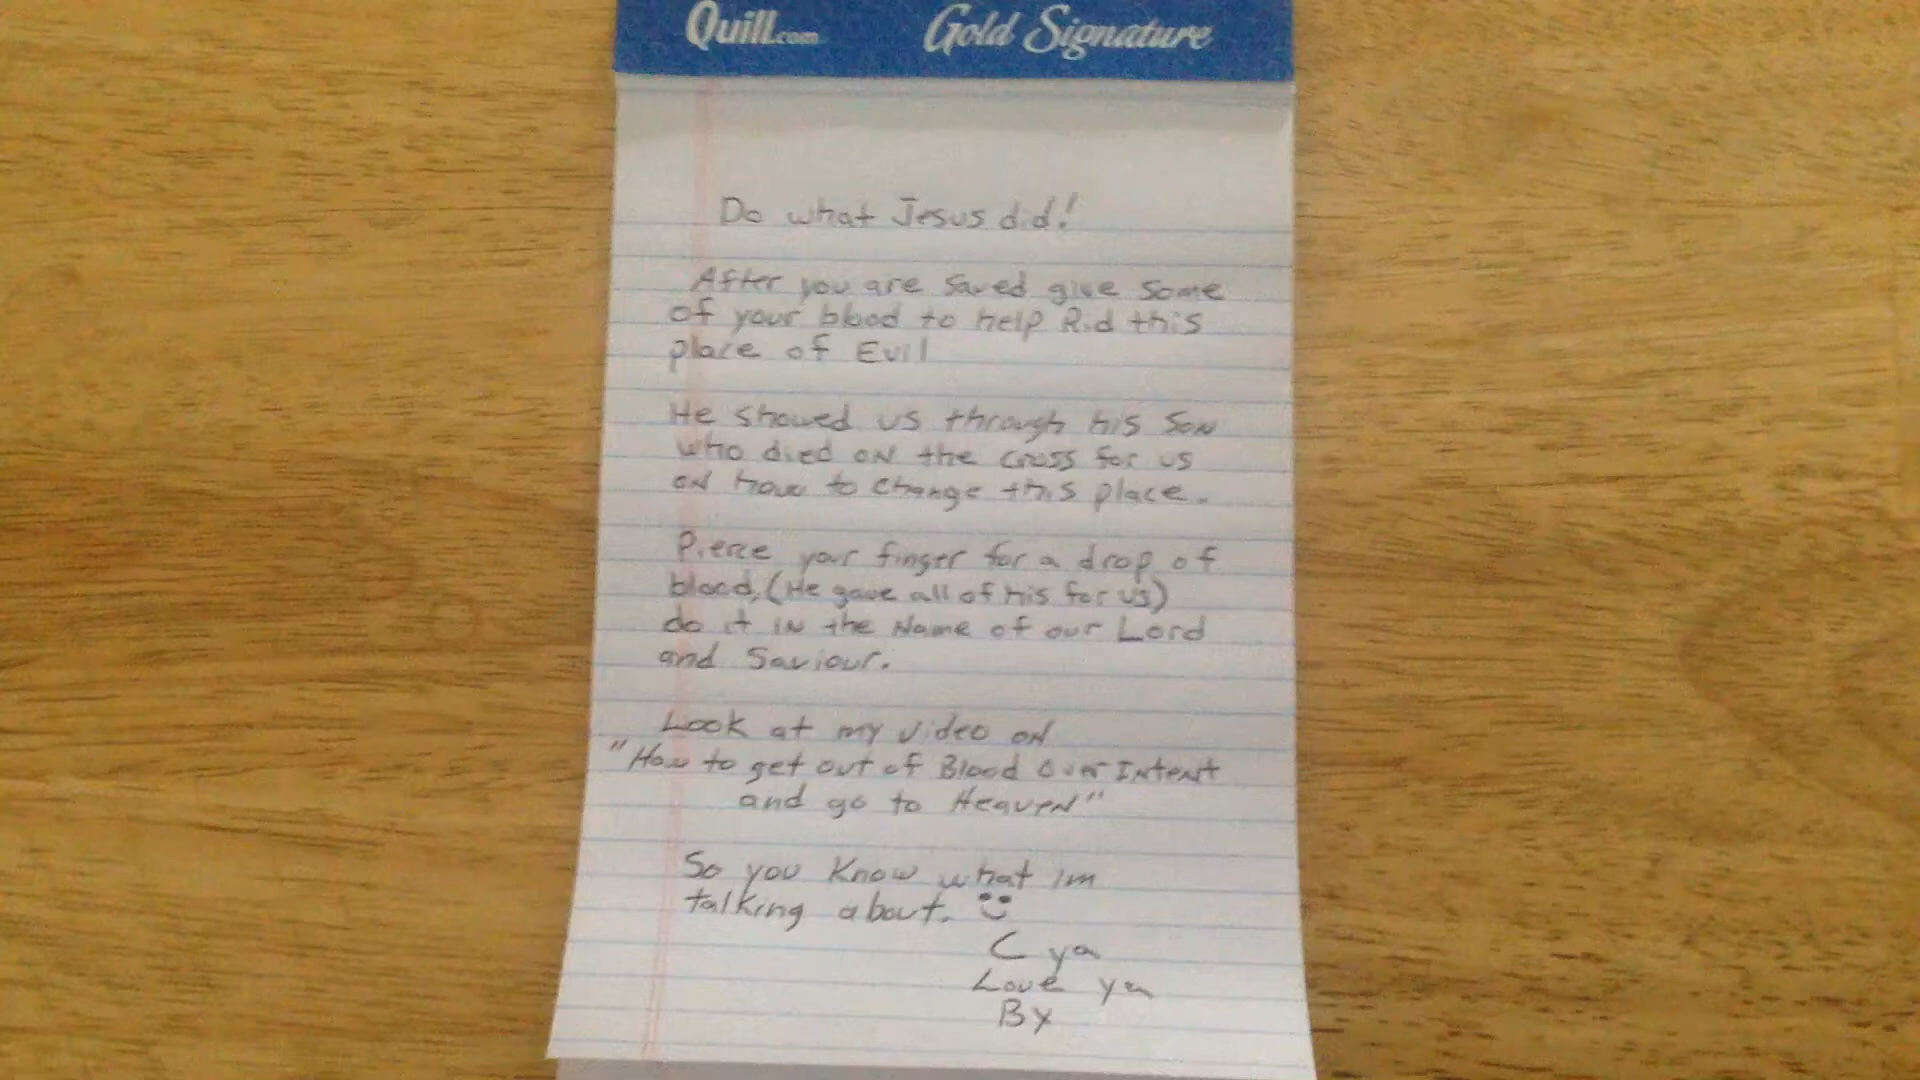 Quill.com Gold Signature
Do what Jesus did!
After you are saved give some
of your blood to help Rid this
place of Evil
He showed us through his Son
who died on the cross for us
on how to change this place.
Pierce your finger for a drop of
blood, (He gave all of his for us)
do it in the Name of our Lord
and Saviour.
Look at my video on
"How to get out of Blood Over Intent
and go to Heaven"
So you know what im
talking about.
C ya
Love ya
By